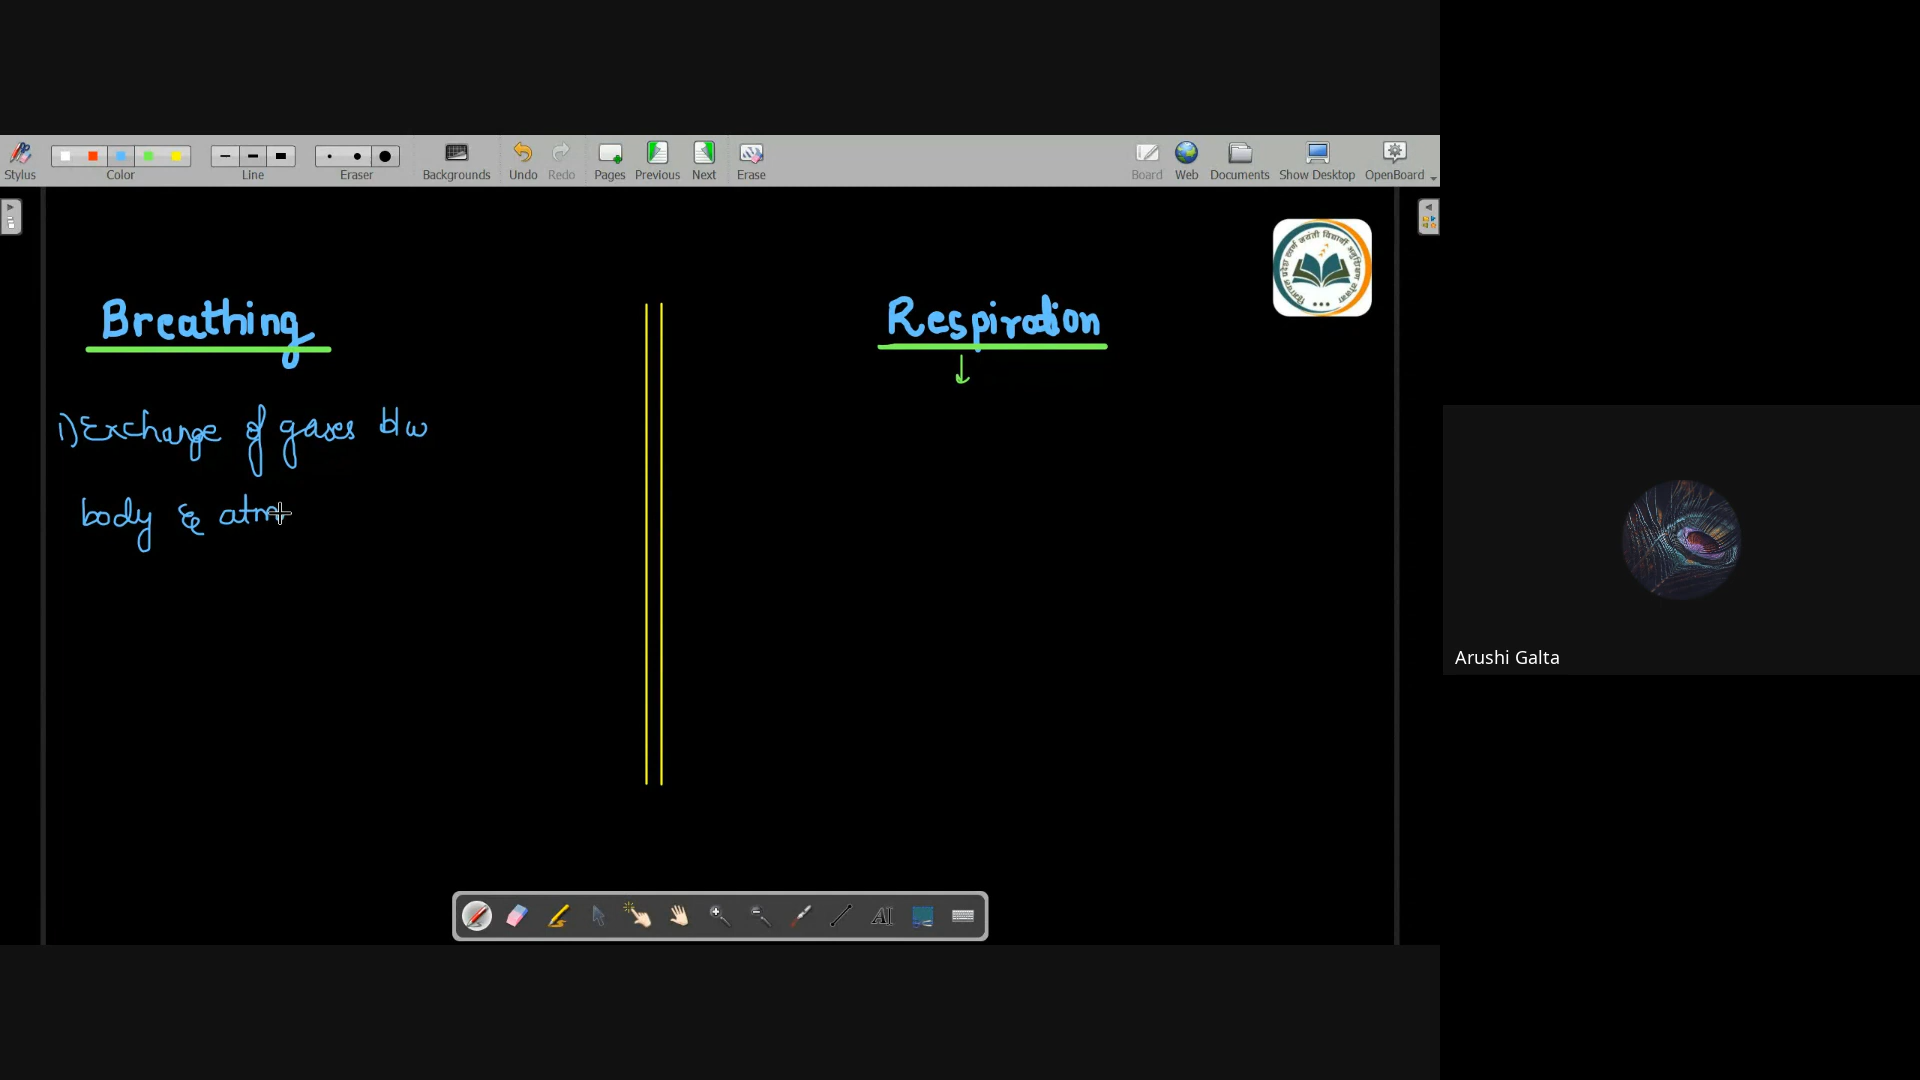 Stylus
Color
Line
Eraser
Backgrounds
Undo
Redo
Pages
Previous
Next
Erase
Board
Web
Documents
Show Desktop
OpenBoard
Breathing
Respiration
1) Exchange of gases b/w
body & atm
AI
Arushi Galta